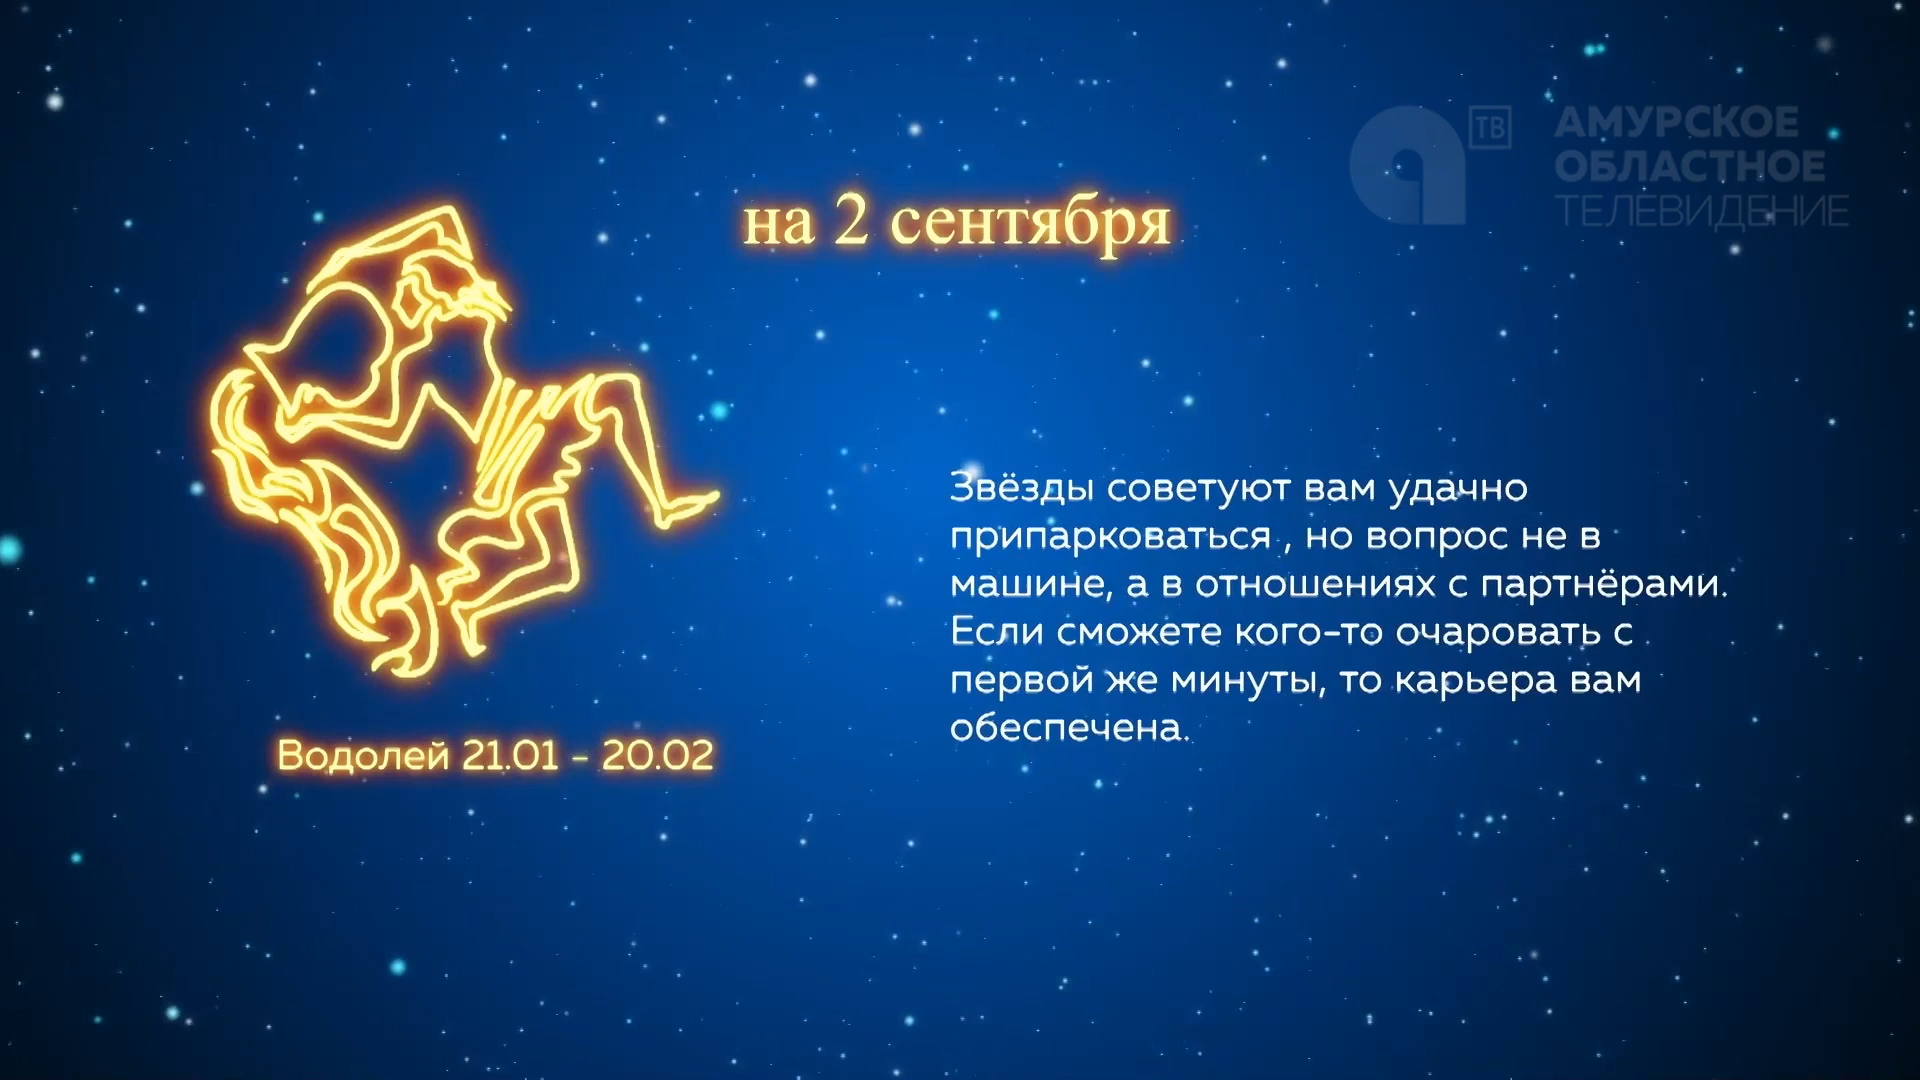 ТВ
АМУРСКОЕ
ОБЛАСТНОЕ
ТЕЛЕВИДЕНИЕ
на 2 сентября
Звёзды советуют вам удачно
припарковаться , но вопрос не в
машине, а в отношениях с партнёрами.
Если сможете кого-то очаровать с
первой же минуты, то карьера вам
обеспечена.
Водолей 21.01 - 20.02